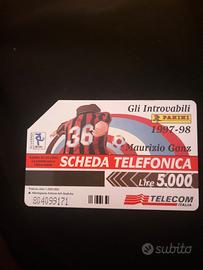 Gli Introvabili
PANINI
1997-98
36
Maurizio Ganz
SCHEDA TELEFONICA
Lire 5.000
TELECOM
ITALIA
804099171
subito